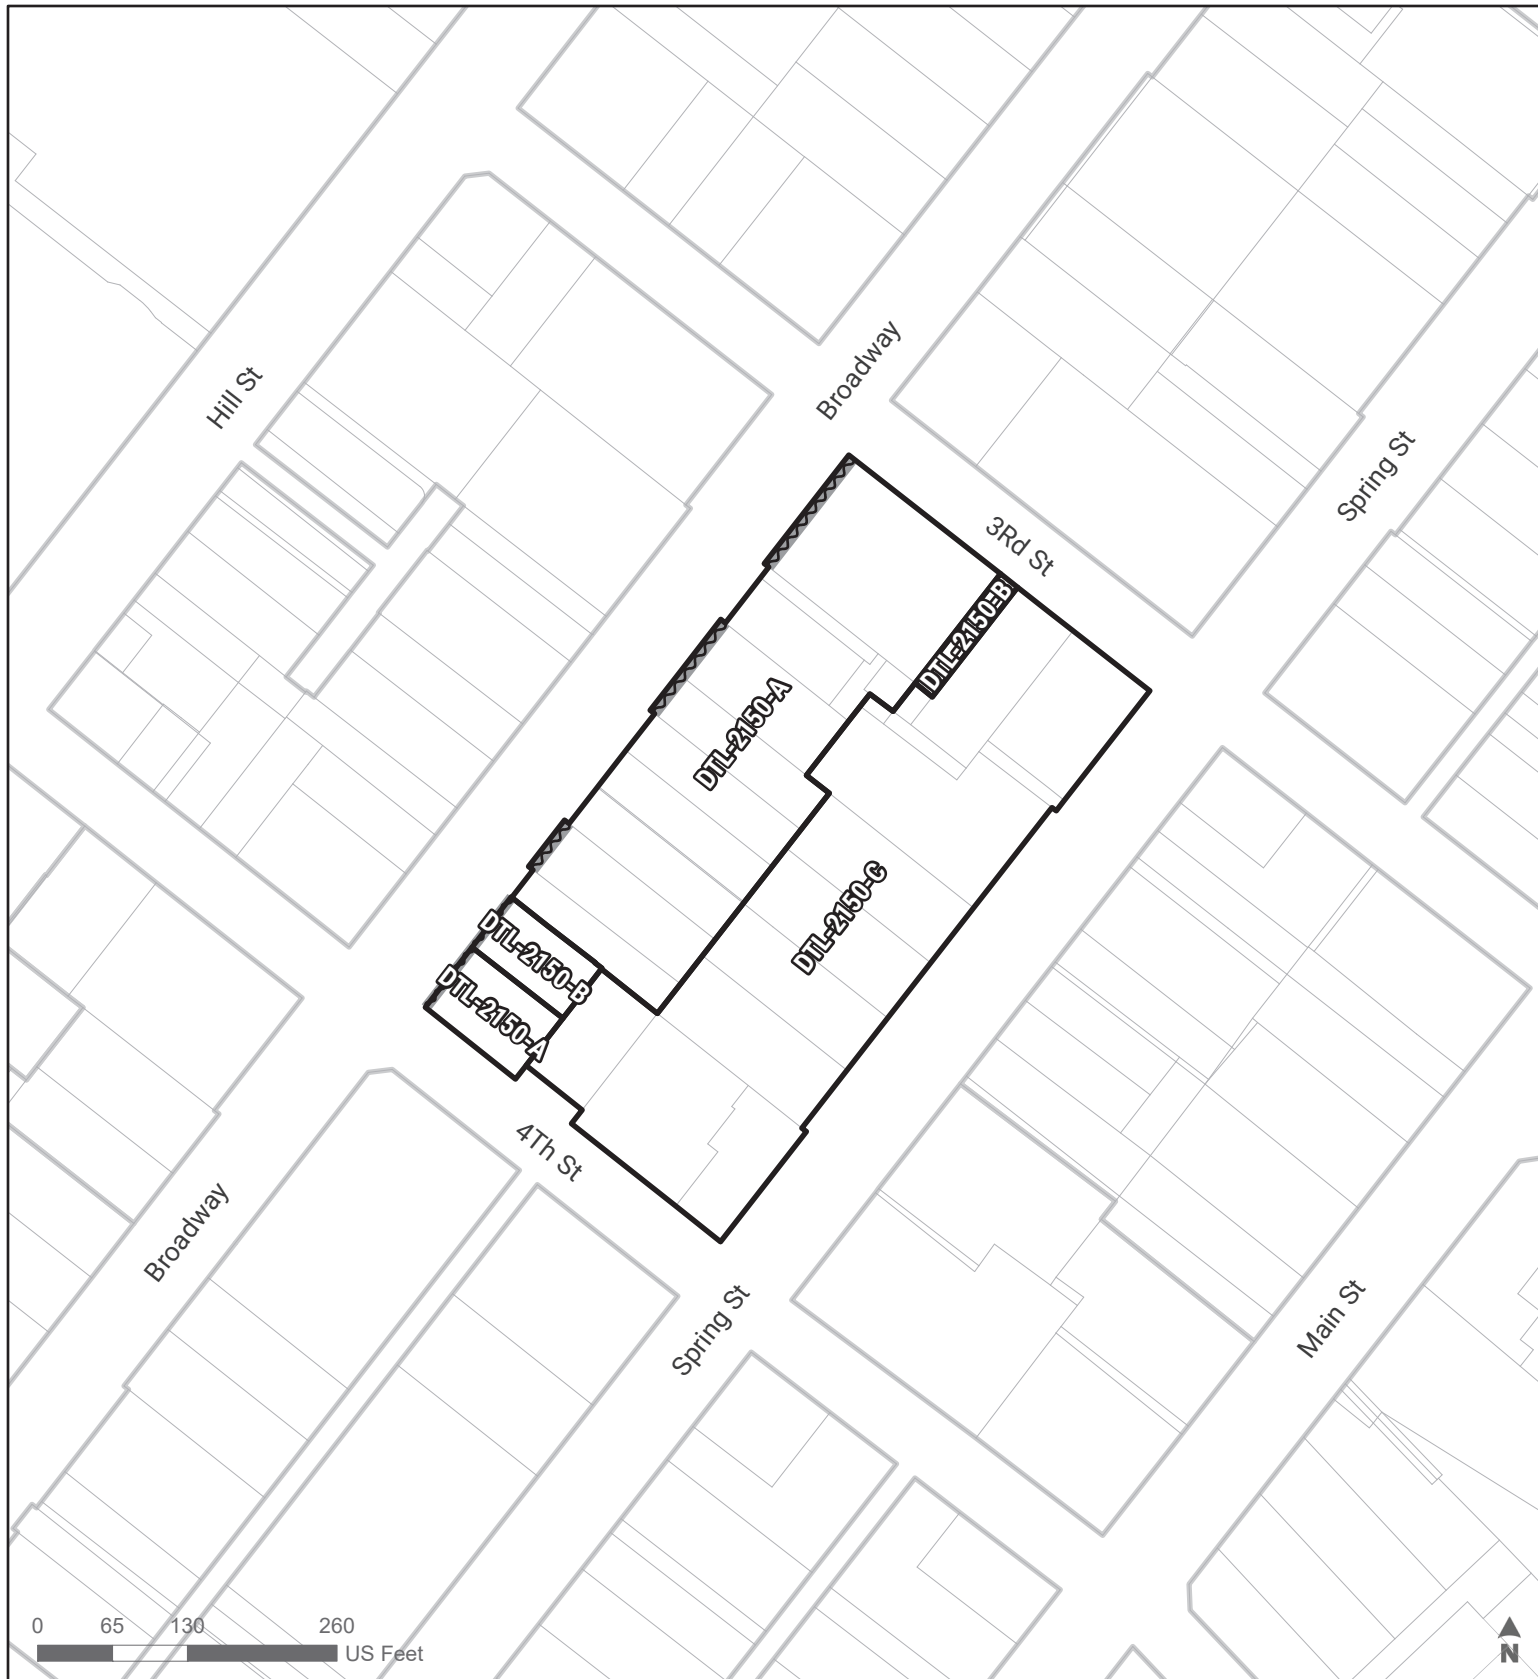 Broadway
Hill St
Spring St
3Rd St
DTL-2150-B
DTL-2150-A
DTL-2150-C
DTL-2150-B
DTL-2150-A
4Th St
Broadway
Spring St
Main St
0 65 130 260
US Feet
N